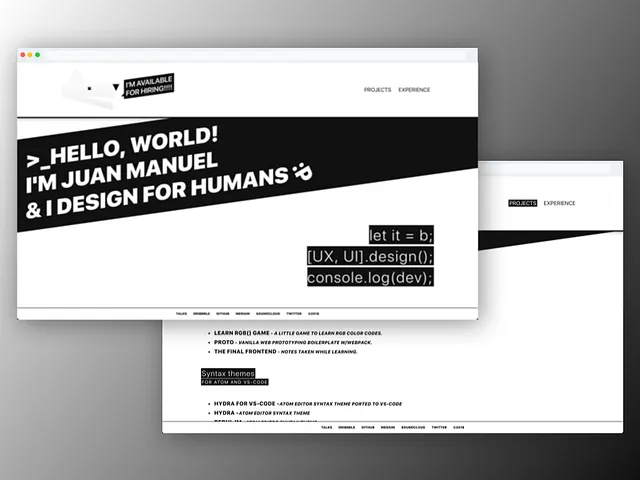 I'M AVAILABLE
FOR HIRING!!!!
PROJECTS EXPERIENCE
>_HELLO, WORLD!
I'M JUAN MANUEL
& I DESIGN FOR HUMANS :P
let it = b;
[UX, UI].design();
console.log(dev);
TALKS DRIBBBLE GITHUB MEDIUM SOUNDCLOUD TWITTER ©2018
PROJECTS EXPERIENCE
LEARN RGB() GAME - A LITTLE GAME TO LEARN RGB COLOR CODES.
PROTO - VANILLA WEB PROTOTYPING BOILERPLATE W/WEBPACK.
THE FINAL FRONTEND - NOTES TAKEN WHILE LEARNING.
Syntax themes
FOR ATOM AND VS-CODE
HYDRA FOR VS-CODE - ATOM EDITOR SYNTAX THEME PORTED TO VS-CODE
HYDRA - ATOM EDITOR SYNTAX THEME
TALKS DRIBBBLE GITHUB MEDIUM SOUNDCLOUD TWITTER ©2018